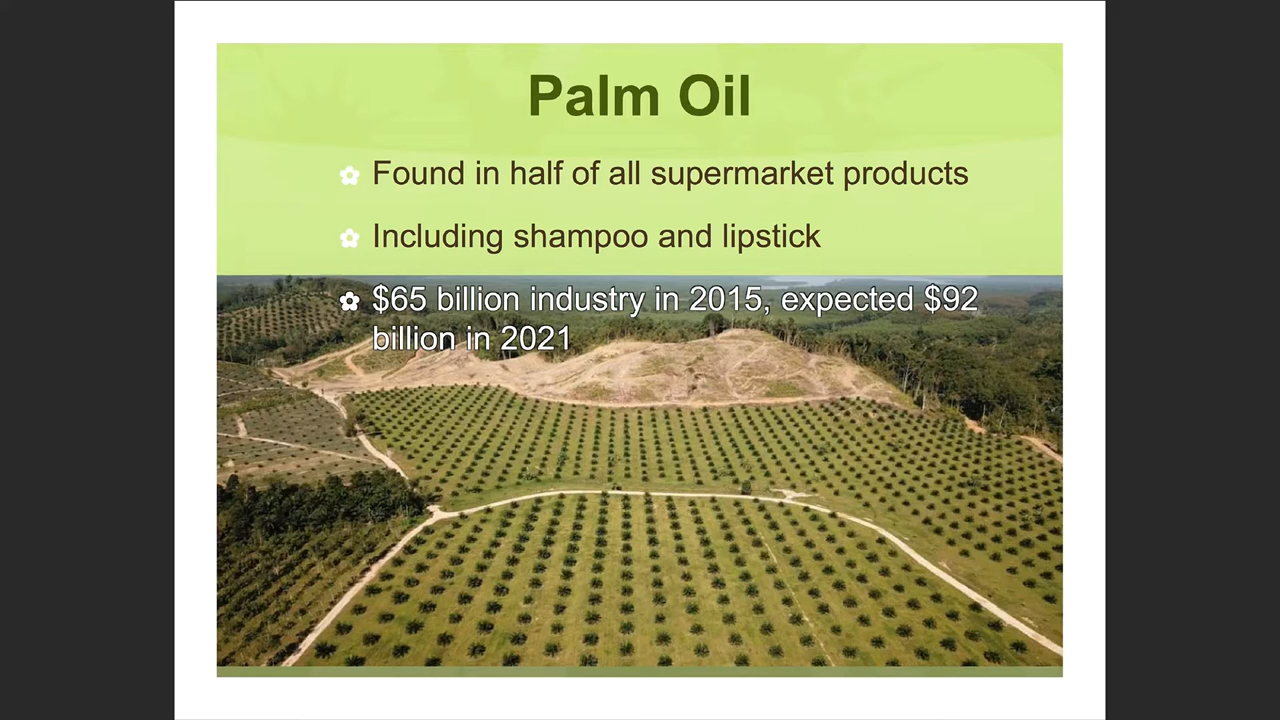 Palm Oil
Found in half of all supermarket products
Including shampoo and lipstick
$65 billion industry in 2015, expected $92
billion in 2021